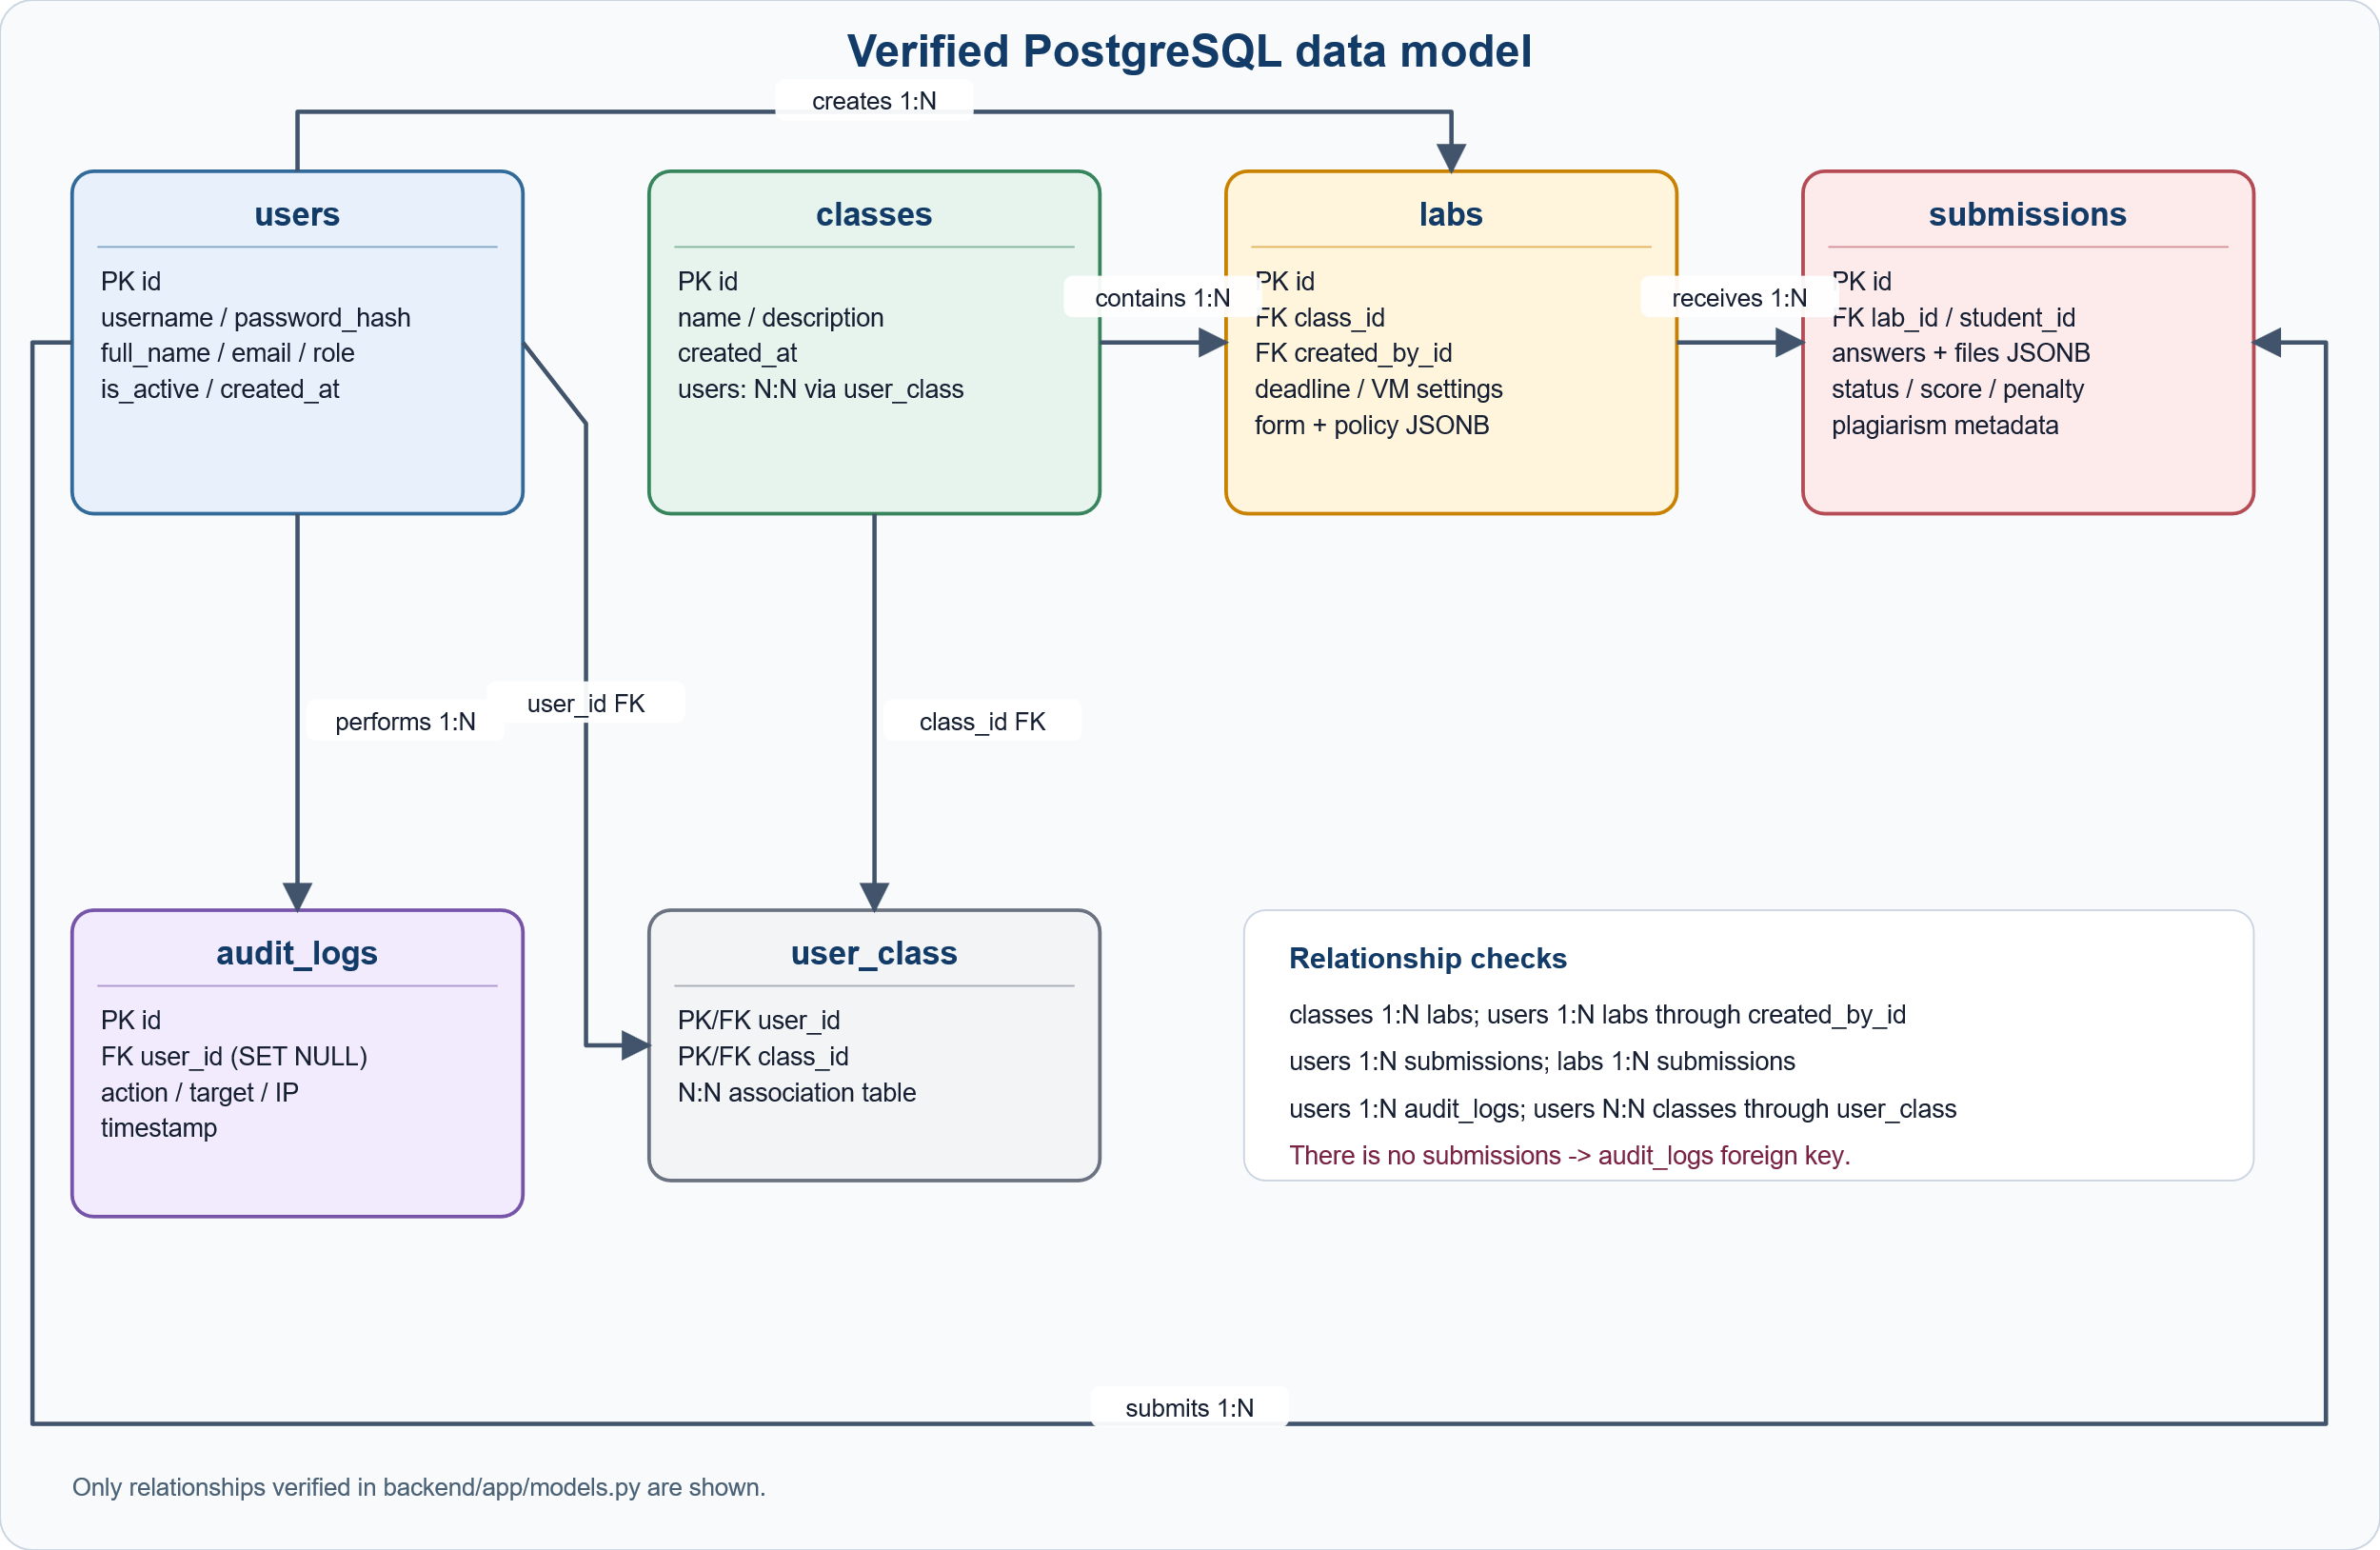 Verified PostgreSQL data model
creates 1:N
users
PK id
username / password_hash
full_name / email / role
is_active / created_at
classes
PK id
name / description
created_at
users: N:N via user_class
contains 1:N
labs
PK id
FK class_id
FK created_by_id
deadline / VM settings
form + policy JSONB
receives 1:N
submissions
PK id
FK lab_id / student_id
answers + files JSONB
status / score / penalty
plagiarism metadata
performs 1:N
user_id FK
class_id FK
audit_logs
PK id
FK user_id (SET NULL)
action / target / IP
timestamp
user_class
PK/FK user_id
PK/FK class_id
N:N association table
Relationship checks
classes 1:N labs; users 1:N labs through created_by_id
users 1:N submissions; labs 1:N submissions
users 1:N audit_logs; users N:N classes through user_class
There is no submissions -> audit_logs foreign key.
submits 1:N
Only relationships verified in backend/app/models.py are shown.